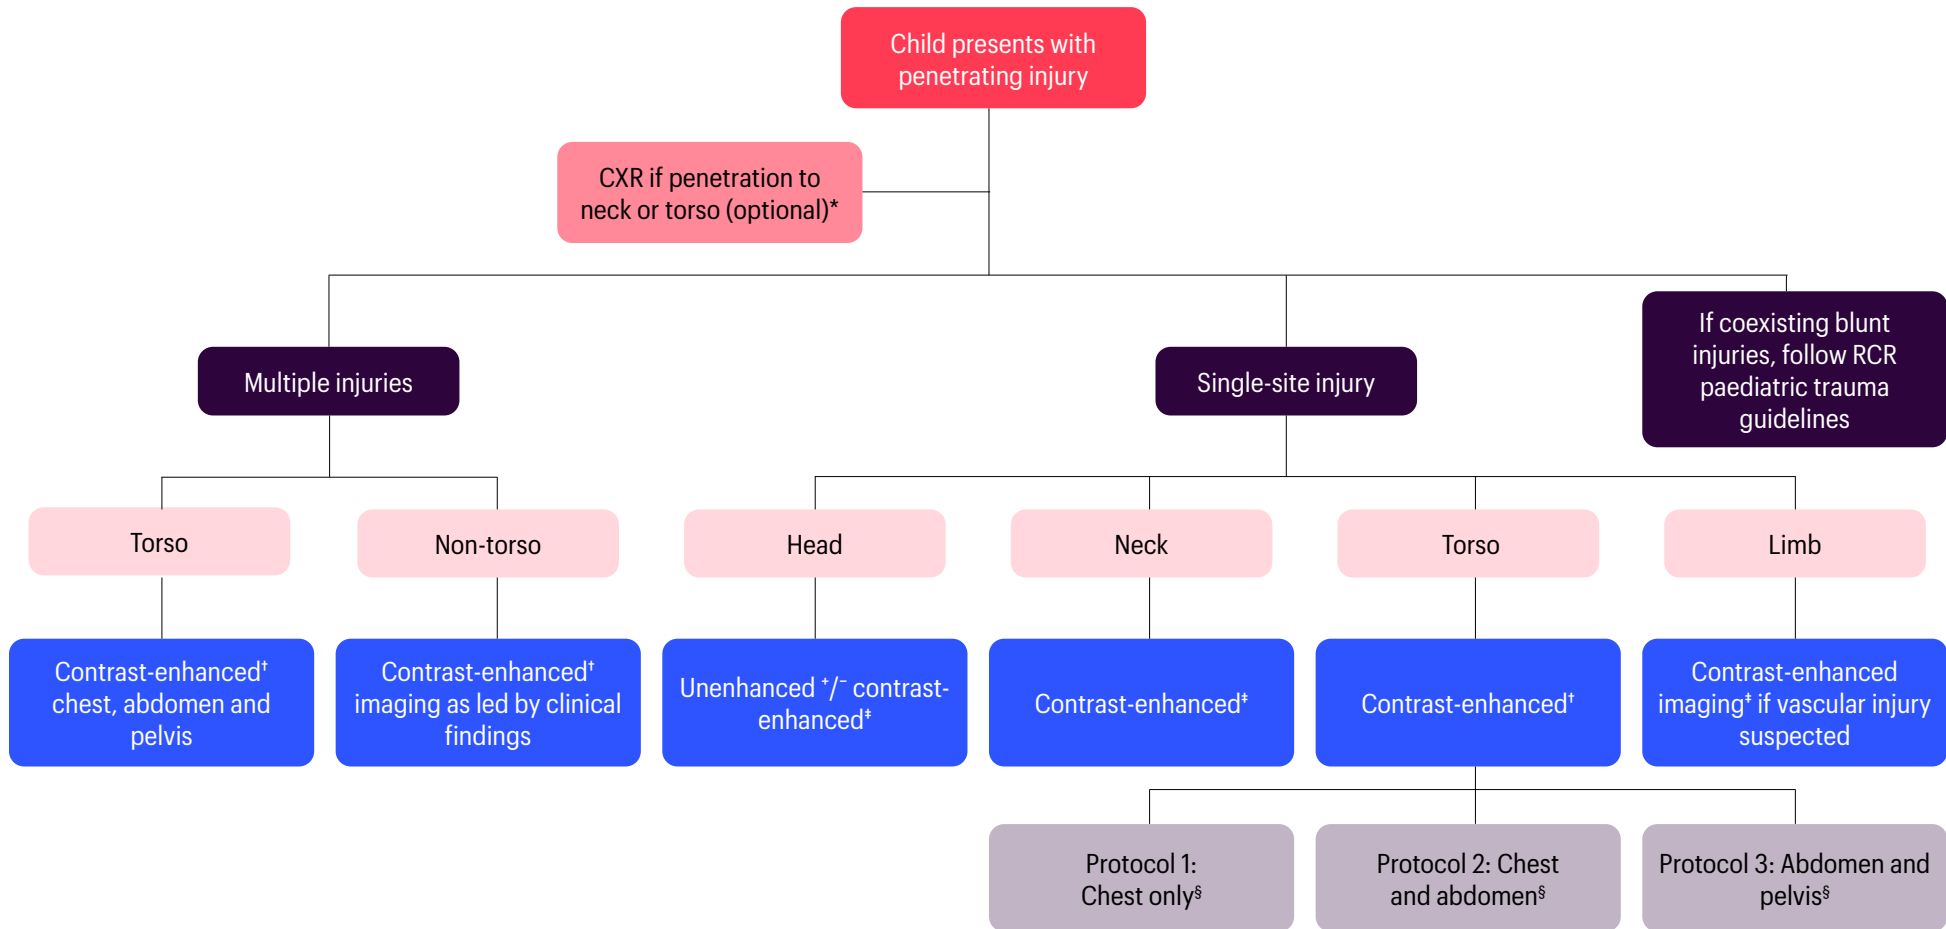 Child presents with
penetrating injury
CXR if penetration to
neck or torso (optional)*
Multiple injuries
Single-site injury
If coexisting blunt
injuries, follow RCR
paediatric trauma
guidelines
Torso
Non-torso
Head
Neck
Torso
Limb
Contrast-enhanced†
chest, abdomen and
pelvis
Contrast-enhanced†
imaging as led by clinical
findings
Unenhanced ⁺/⁻ contrast-
enhanced‡
Contrast-enhanced‡
Contrast-enhanced†
Contrast-enhanced
imaging‡ if vascular injury
suspected
Protocol 1:
Chest only§
Protocol 2: Chest
and abdomen§
Protocol 3: Abdomen and
pelvis§